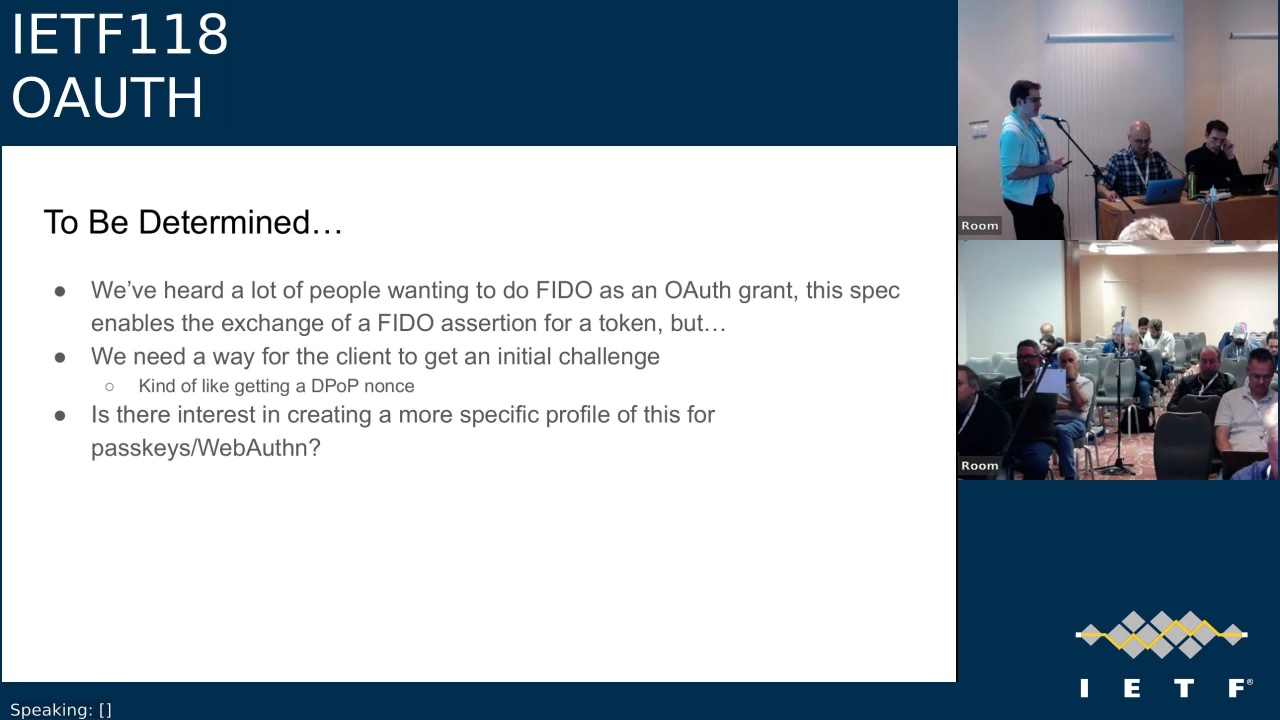 IETF118
OAUTH
To Be Determined…
● We’ve heard a lot of people wanting to do FIDO as an OAuth grant, this spec
enables the exchange of a FIDO assertion for a token, but…
● We need a way for the client to get an initial challenge
○ Kind of like getting a DPoP nonce
● Is there interest in creating a more specific profile of this for
passkeys/WebAuthn?
Room
Room
I E T F®
Speaking: []